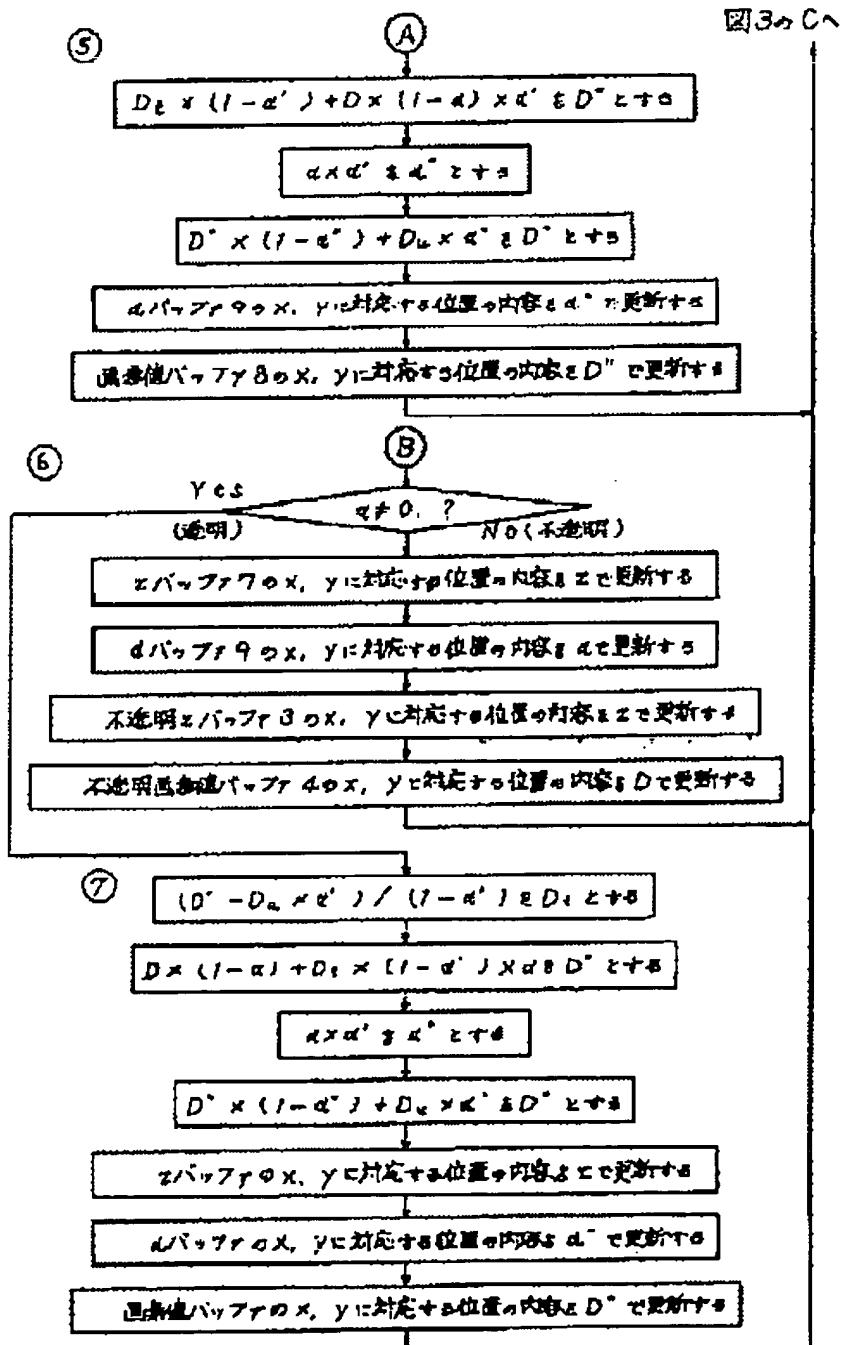 図3のCへ
⑤
Ⓐ
Dt × (1-α') + D × (1-α) × α' を D" とする
α×α' を α" とする
D" × (1-α") + Du × α" を D" とする
αバッファ9のx, yに対応する位置の内容をα"で更新する
画素値バッファ8のx, yに対応する位置の内容をD"で更新する
Ⓑ
⑥
Yes
(透明)
α≠0. ?
No (不透明)
zバッファ7のx, yに対応する位置の内容をzで更新する
αバッファ9のx, yに対応する位置の内容をαで更新する
不透明zバッファ3のx, yに対応する位置の内容をzで更新する
不透明画素値バッファ4のx, yに対応する位置の内容をDで更新する
⑦
(D' - Du × α') / (1-α') を Dt とする
D × (1-α) + Dt × (1-α') × α を D" とする
α×α' を α" とする
D" × (1-α") + Du × α" を D" とする
zバッファのx, yに対応する位置の内容をzで更新する
αバッファのx, yに対応する位置の内容をα"で更新する
画素値バッファのx, yに対応する位置の内容をD"で更新する